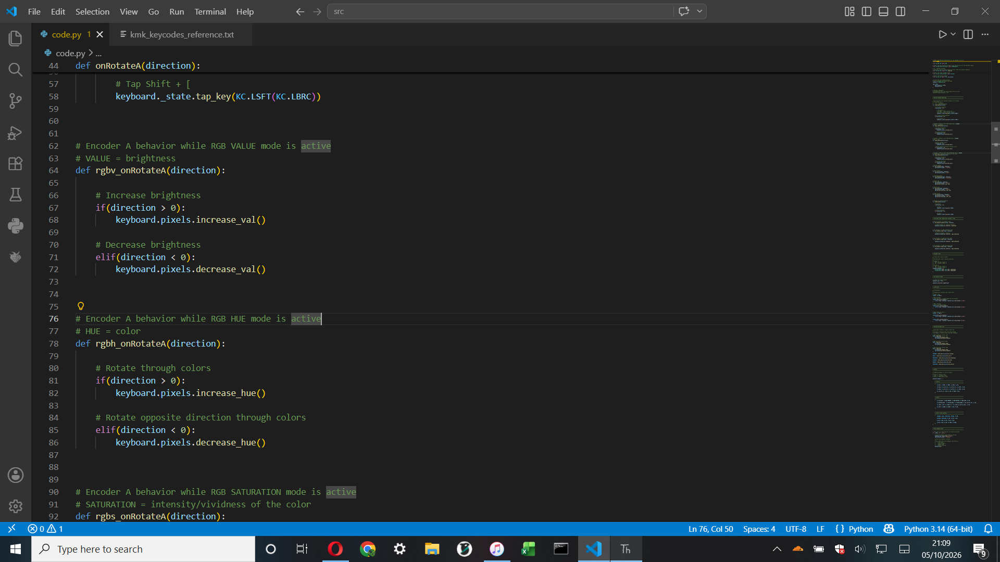 File Edit Selection View Go Run Terminal Help
src
code.py 1
kmk_keycodes_reference.txt
code.py > ...
44 def onRotateA(direction):
57 # Tap Shift + [
58 keyboard._state.tap_key(KC.LSFT(KC.LBRC))
59
60
61
62 # Encoder A behavior while RGB VALUE mode is active
63 # VALUE = brightness
64 def rgbv_onRotateA(direction):
65
66 # Increase brightness
67 if(direction > 0):
68 keyboard.pixels.increase_val()
69
70 # Decrease brightness
71 elif(direction < 0):
72 keyboard.pixels.decrease_val()
73
74
75
76 # Encoder A behavior while RGB HUE mode is active
77 # HUE = color
78 def rgbh_onRotateA(direction):
79
80 # Rotate through colors
81 if(direction > 0):
82 keyboard.pixels.increase_hue()
83
84 # Rotate opposite direction through colors
85 elif(direction < 0):
86 keyboard.pixels.decrease_hue()
87
88
89
90 # Encoder A behavior while RGB SATURATION mode is active
91 # SATURATION = intensity/vividness of the color
92 def rgbs_onRotateA(direction):
0 1 Ln 76, Col 50 Spaces: 4 UTF-8 LF {} Python Python 3.14 (64-bit)
Type here to search
Th
21:09
05/10/2026
9